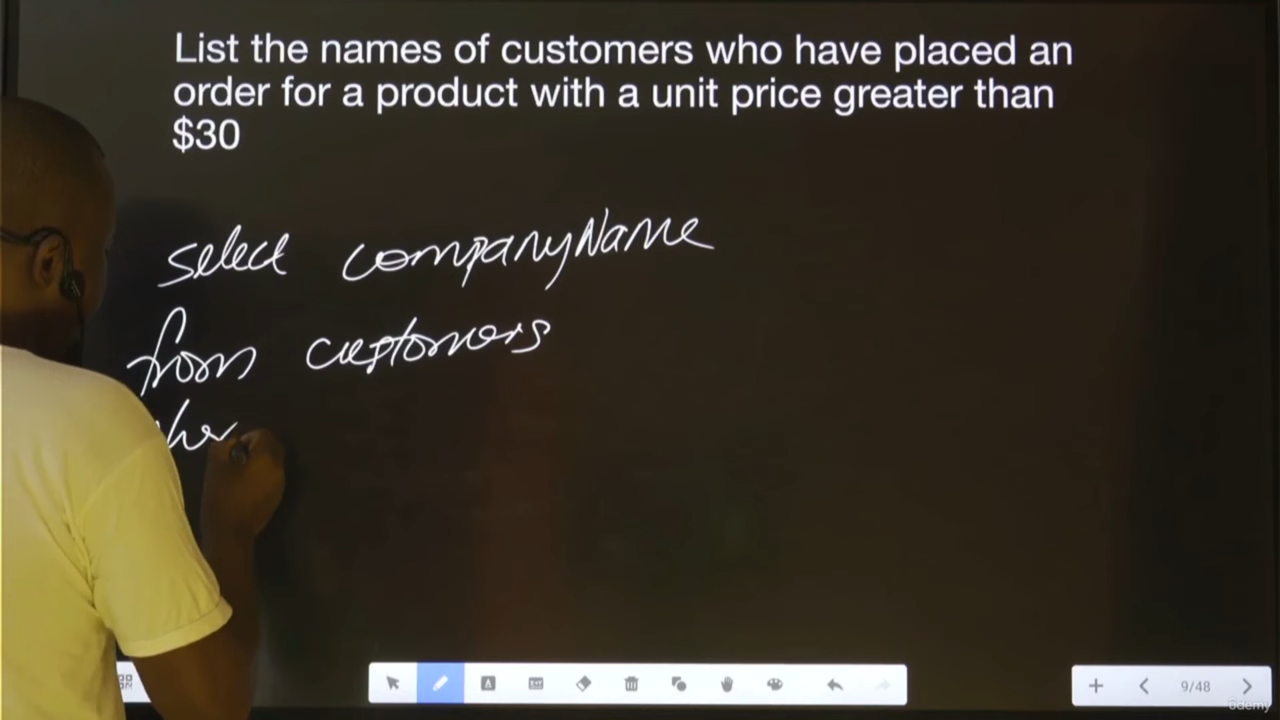 List the names of customers who have placed an
order for a product with a unit price greater than
$30
select companyName
from customers
9/48
udemy